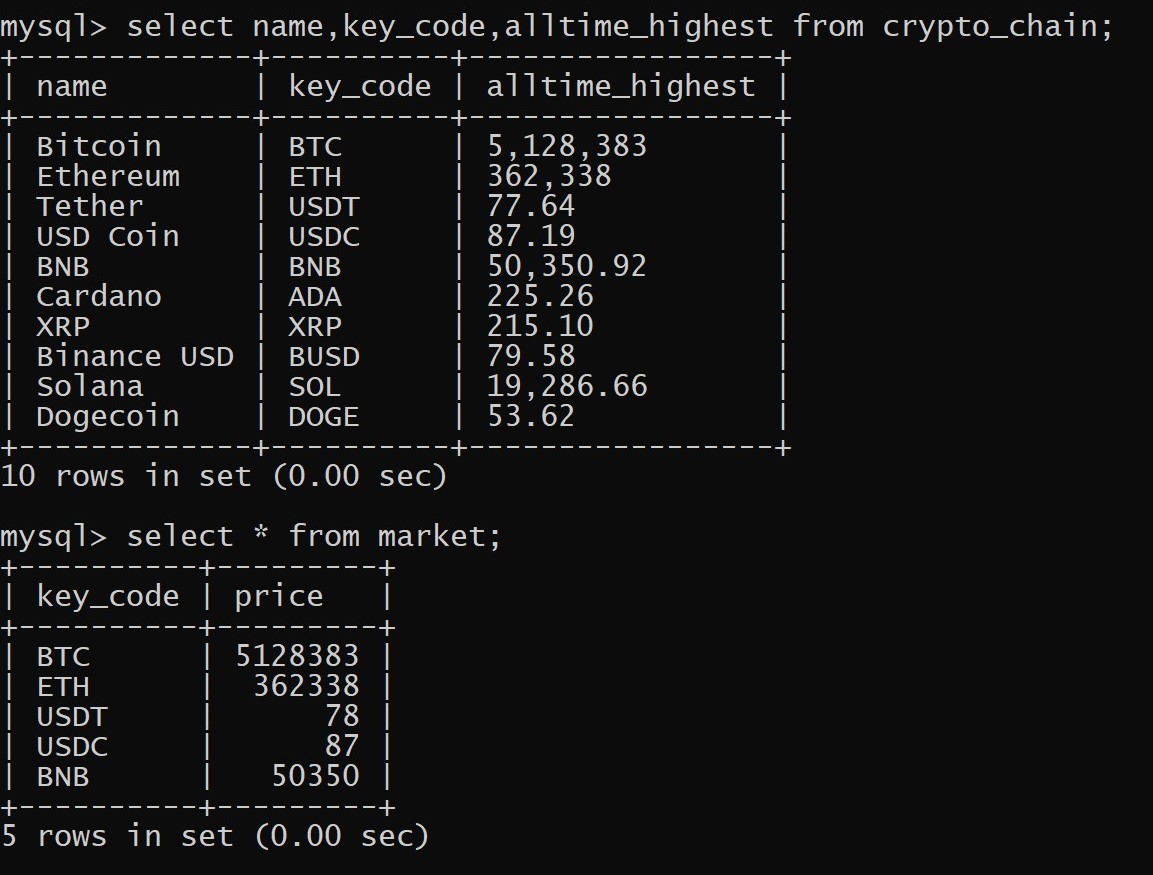 mysql> select name,key_code,alltime_highest from crypto_chain;
+-------------+----------+-----------------+
| name        | key_code | alltime_highest |
+-------------+----------+-----------------+
| Bitcoin     | BTC      | 5,128,383       |
| Ethereum    | ETH      | 362,338         |
| Tether      | USDT     | 77.64           |
| USD Coin    | USDC     | 87.19           |
| BNB         | BNB      | 50,350.92       |
| Cardano     | ADA      | 225.26          |
| XRP         | XRP      | 215.10          |
| Binance USD | BUSD     | 79.58           |
| Solana      | SOL      | 19,286.66       |
| Dogecoin    | DOGE     | 53.62           |
+-------------+----------+-----------------+
10 rows in set (0.00 sec)

mysql> select * from market;
+----------+---------+
| key_code | price   |
+----------+---------+
| BTC      | 5128383 |
| ETH      |  362338 |
| USDT     |      78 |
| USDC     |      87 |
| BNB      |   50350 |
+----------+---------+
5 rows in set (0.00 sec)